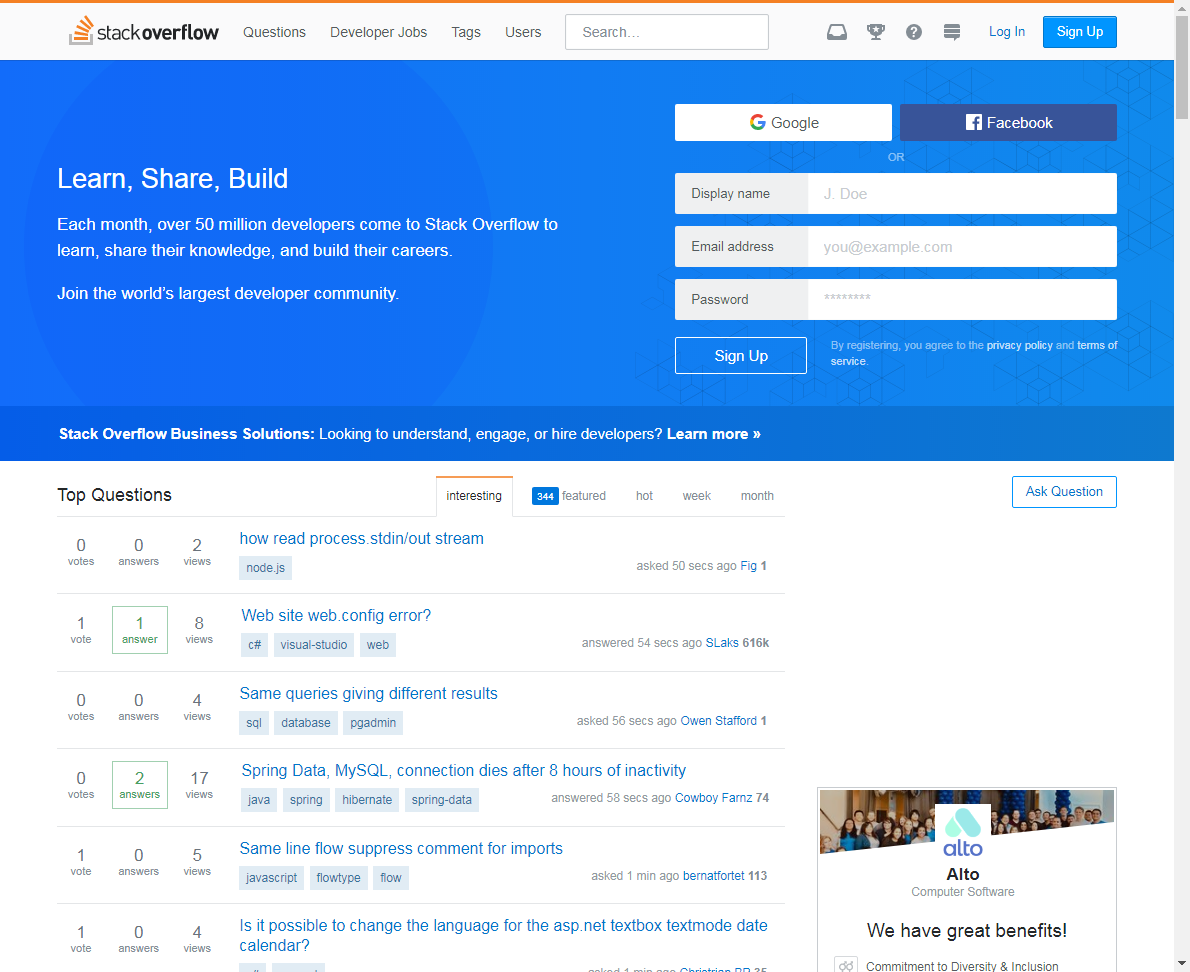 stackoverflow Questions Developer Jobs Tags Users Search... Log In Sign Up
Google Facebook
OR
Learn, Share, Build
Display name J. Doe
Each month, over 50 million developers come to Stack Overflow to
learn, share their knowledge, and build their careers.
Email address you@example.com
Join the world's largest developer community.
Password ********
Sign Up
By registering, you agree to the privacy policy and terms of
service.
Stack Overflow Business Solutions: Looking to understand, engage, or hire developers? Learn more »
Top Questions interesting 344 featured hot week month Ask Question
0 votes 0 answers 2 views
how read process.stdin/out stream
node.js
asked 50 secs ago Fig 1
1 vote 1 answer 8 views
Web site web.config error?
c# visual-studio web
answered 54 secs ago SLaks 616k
0 votes 0 answers 4 views
Same queries giving different results
sql database pgadmin
asked 56 secs ago Owen Stafford 1
0 votes 2 answers 17 views
Spring Data, MySQL, connection dies after 8 hours of inactivity
java spring hibernate spring-data
answered 58 secs ago Cowboy Farnz 74
1 vote 0 answers 5 views
Same line flow suppress comment for imports
javascript flowtype flow
asked 1 min ago bernatfortet 113
1 vote 0 answers 4 views
Is it possible to change the language for the asp.net textbox textmode date
calendar?
asked 1 min ago Christrian BR 35
alto
Alto
Computer Software
We have great benefits!
Commitment to Diversity & Inclusion